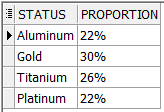 STATUS PROPORTION
Aluminum 22%
Gold 30%
Titanium 26%
Platinum 22%